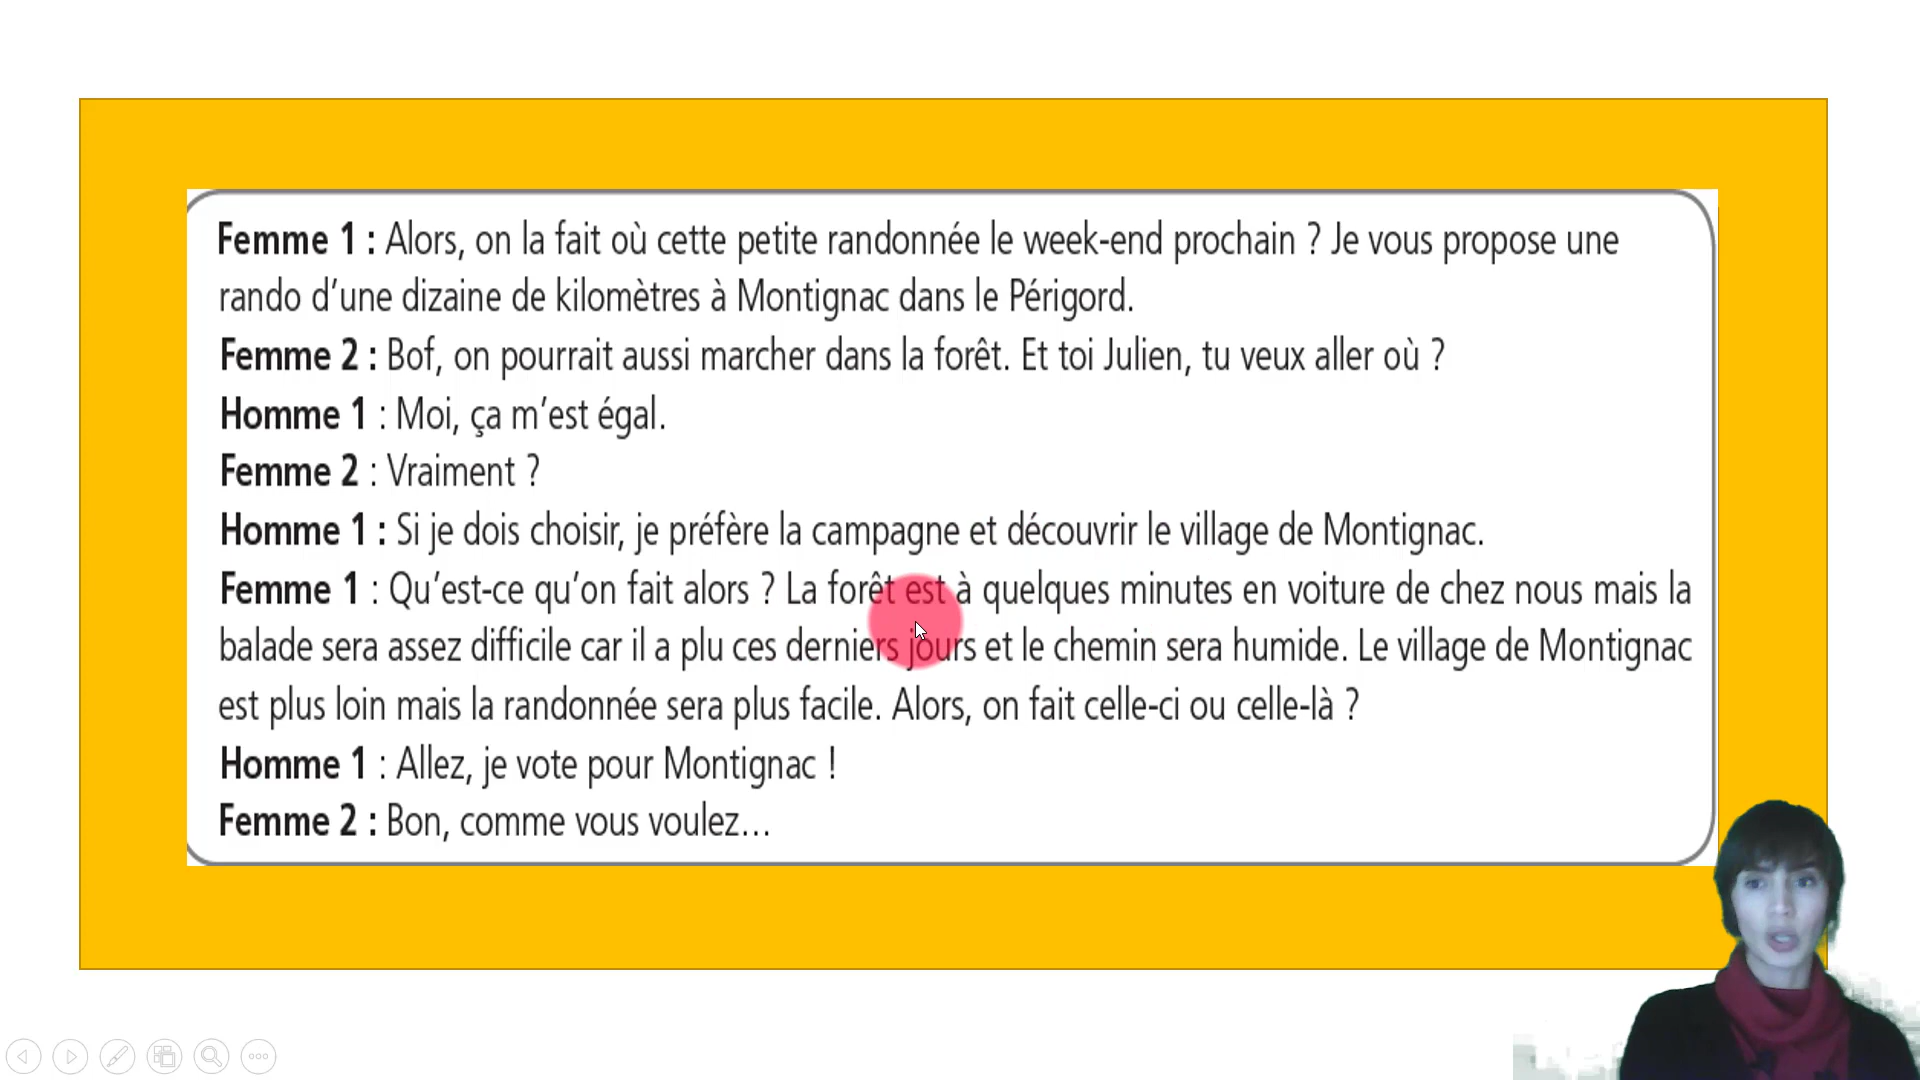 Femme 1 : Alors, on la fait où cette petite randonnée le week-end prochain ? Je vous propose une
rando d’une dizaine de kilomètres à Montignac dans le Périgord.
Femme 2 : Bof, on pourrait aussi marcher dans la forêt. Et toi Julien, tu veux aller où ?
Homme 1 : Moi, ça m’est égal.
Femme 2 : Vraiment ?
Homme 1 : Si je dois choisir, je préfère la campagne et découvrir le village de Montignac.
Femme 1 : Qu’est-ce qu’on fait alors ? La forêt est à quelques minutes en voiture de chez nous mais la
balade sera assez difficile car il a plu ces derniers jours et le chemin sera humide. Le village de Montignac
est plus loin mais la randonnée sera plus facile. Alors, on fait celle-ci ou celle-là ?
Homme 1 : Allez, je vote pour Montignac !
Femme 2 : Bon, comme vous voulez…